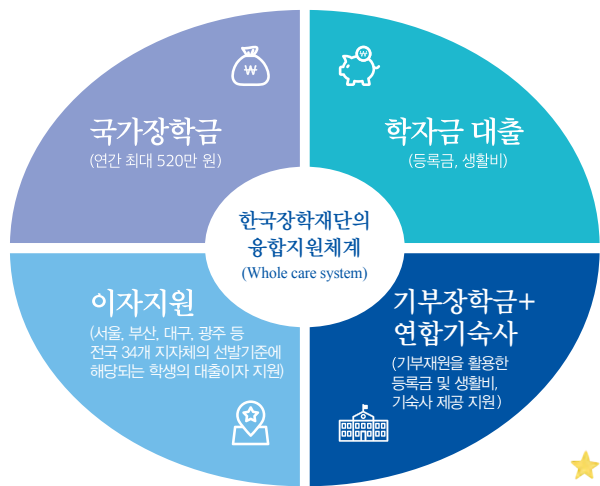 ₩
₩
국가장학금
(연간 최대 520만 원)
학자금 대출
(등록금, 생활비)
한국장학재단의
융합지원체계
(Whole care system)
이자지원
(서울, 부산, 대구, 광주 등
전국 34개 지자체의 선발기준에
해당되는 학생의 대출이자 지원)
기부장학금+
연합기숙사
(기부재원을 활용한
등록금 및 생활비,
기숙사 제공 지원)